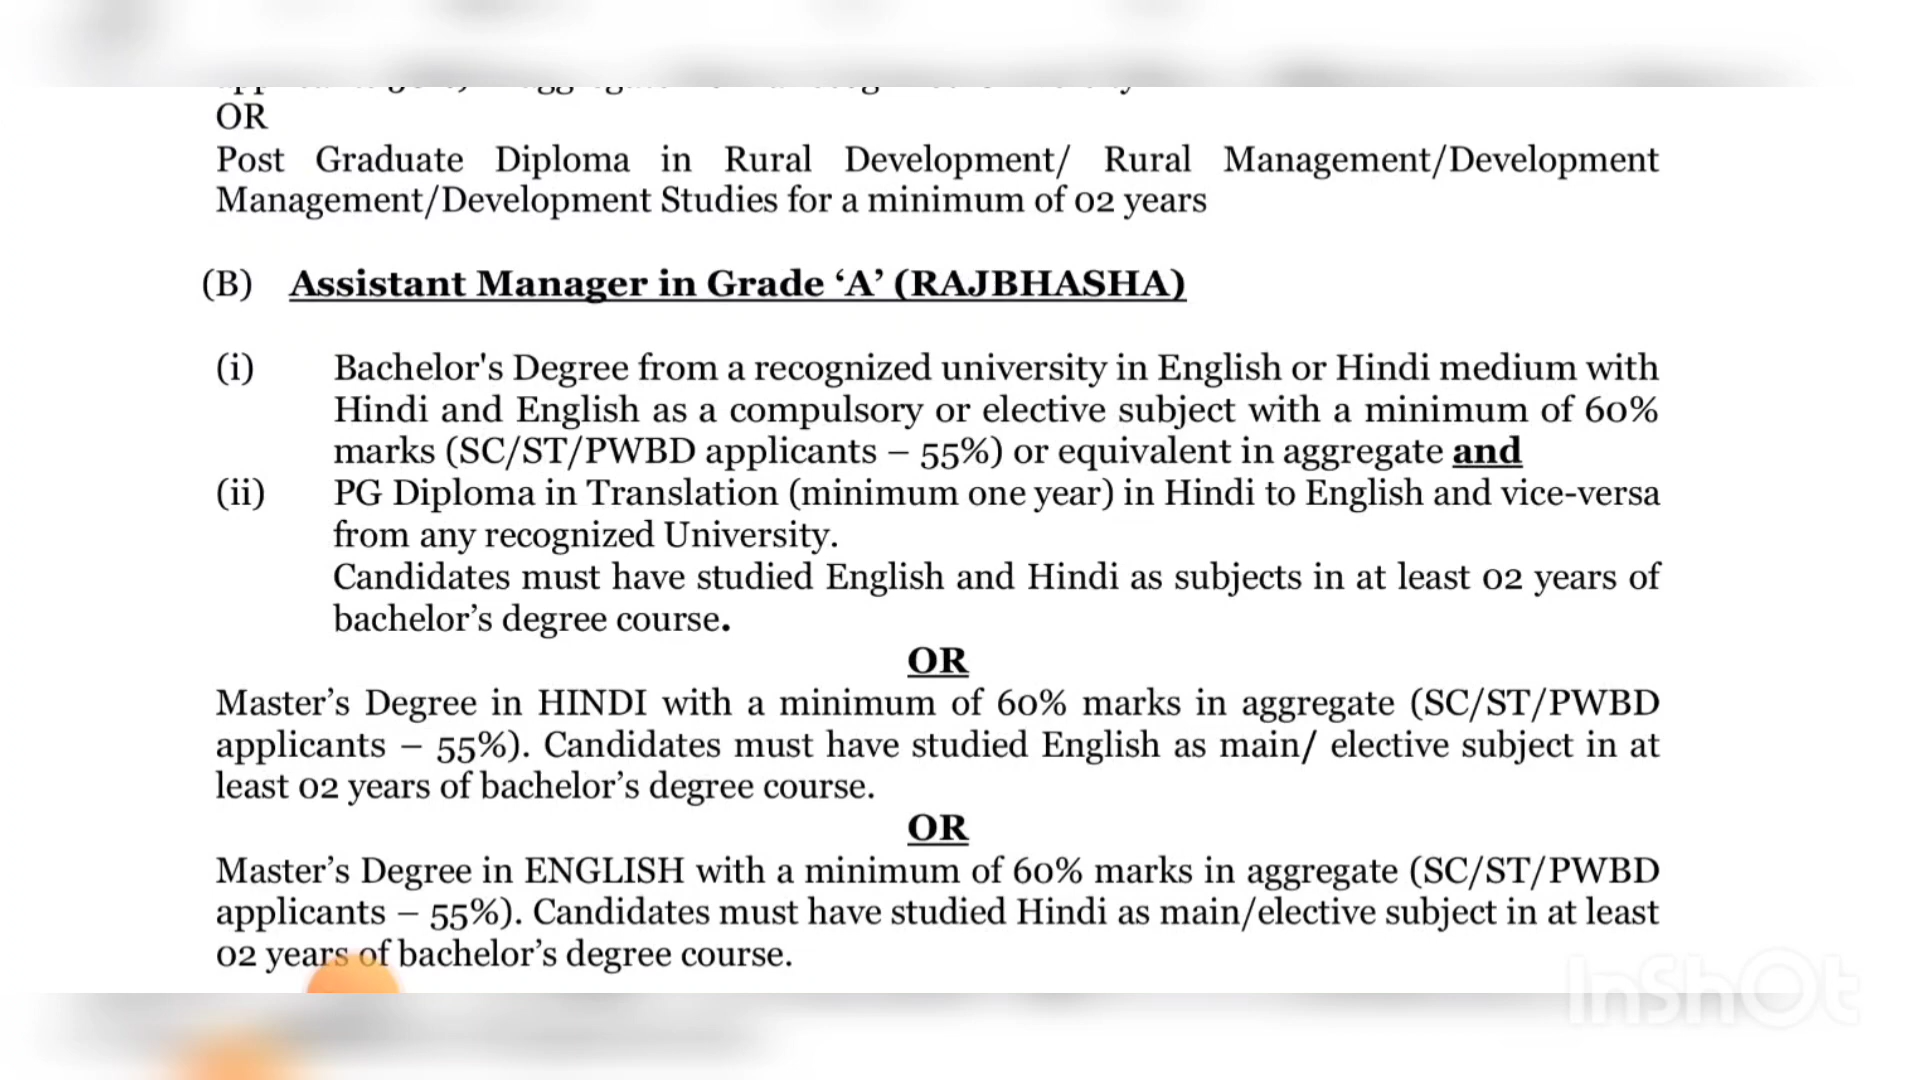 OR
Post Graduate Diploma in Rural Development/ Rural Management/Development
Management/Development Studies for a minimum of 02 years
(B) Assistant Manager in Grade ‘A’ (RAJBHASHA)
(i) Bachelor's Degree from a recognized university in English or Hindi medium with
Hindi and English as a compulsory or elective subject with a minimum of 60%
marks (SC/ST/PWBD applicants – 55%) or equivalent in aggregate and
(ii) PG Diploma in Translation (minimum one year) in Hindi to English and vice-versa
from any recognized University.
Candidates must have studied English and Hindi as subjects in at least 02 years of
bachelor’s degree course.
OR
Master’s Degree in HINDI with a minimum of 60% marks in aggregate (SC/ST/PWBD
applicants – 55%). Candidates must have studied English as main/ elective subject in at
least 02 years of bachelor’s degree course.
OR
Master’s Degree in ENGLISH with a minimum of 60% marks in aggregate (SC/ST/PWBD
applicants – 55%). Candidates must have studied Hindi as main/elective subject in at least
02 years of bachelor’s degree course.
InShOt